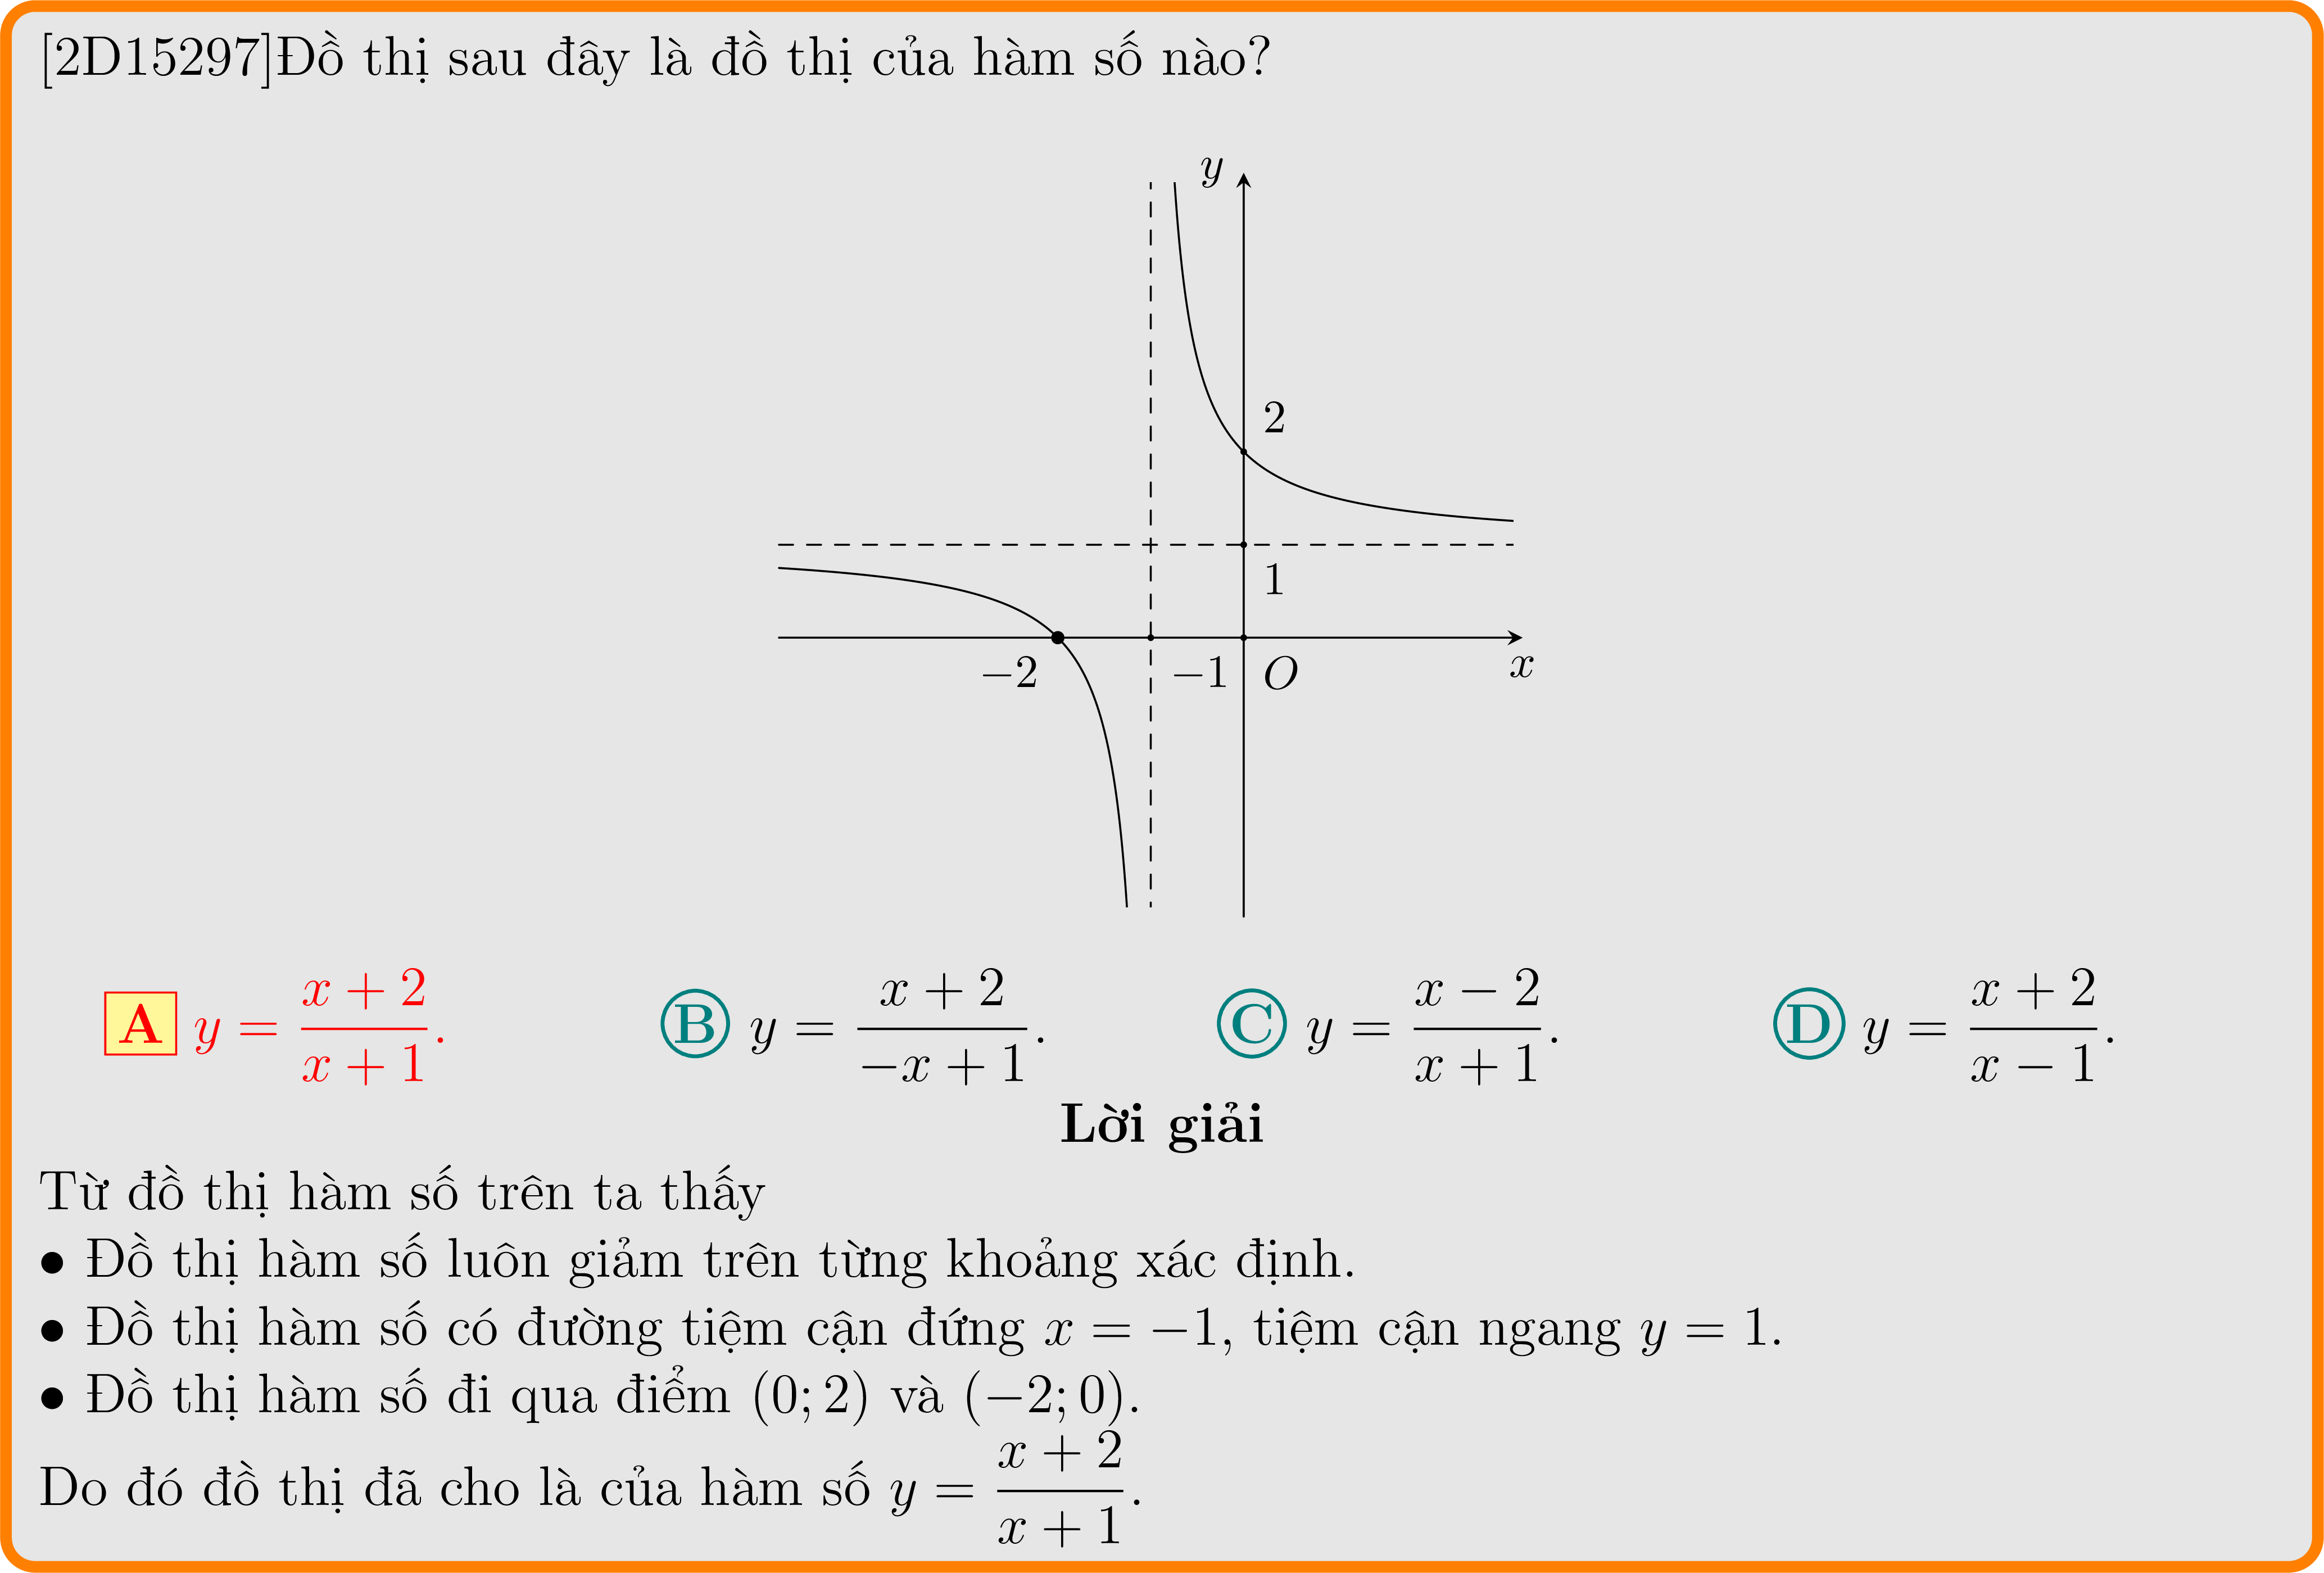 [2D15297]Đồ thị sau đây là đồ thị của hàm số nào?
y
2
1
−2
−1
O
x
A y = \frac{x + 2}{x + 1}. B y = \frac{x + 2}{−x + 1}. C y = \frac{x − 2}{x + 1}. D y = \frac{x + 2}{x − 1}.
Lời giải
Từ đồ thị hàm số trên ta thấy
• Đồ thị hàm số luôn giảm trên từng khoảng xác định.
• Đồ thị hàm số có đường tiệm cận đứng x = −1, tiệm cận ngang y = 1.
• Đồ thị hàm số đi qua điểm (0; 2) và (−2; 0).
Do đó đồ thị đã cho là của hàm số y = \frac{x + 2}{x + 1}.